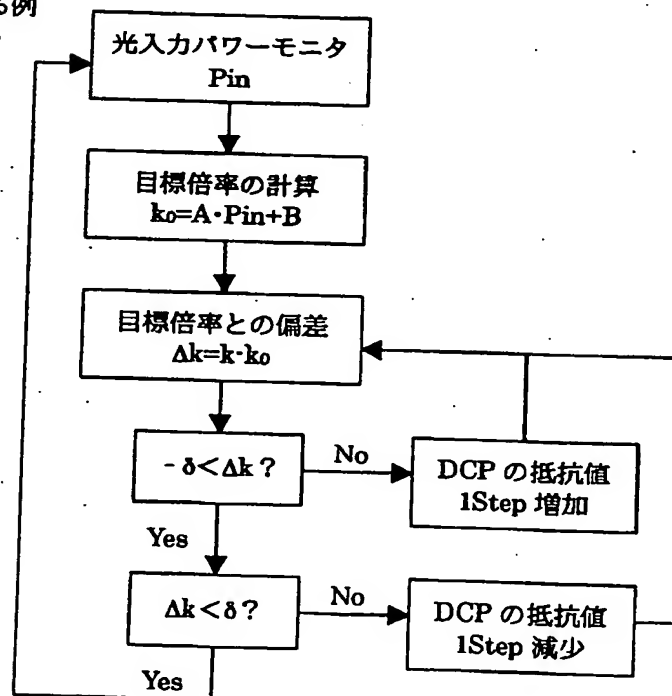 る例
光入力パワーモニタ
Pin
目標倍率の計算
k₀=A·Pin+B
目標倍率との偏差
Δk=k-k₀
- δ<Δk?
No
DCP の抵抗値
1Step 増加
Yes
Δk<δ?
No
DCP の抵抗値
1Step 減少
Yes